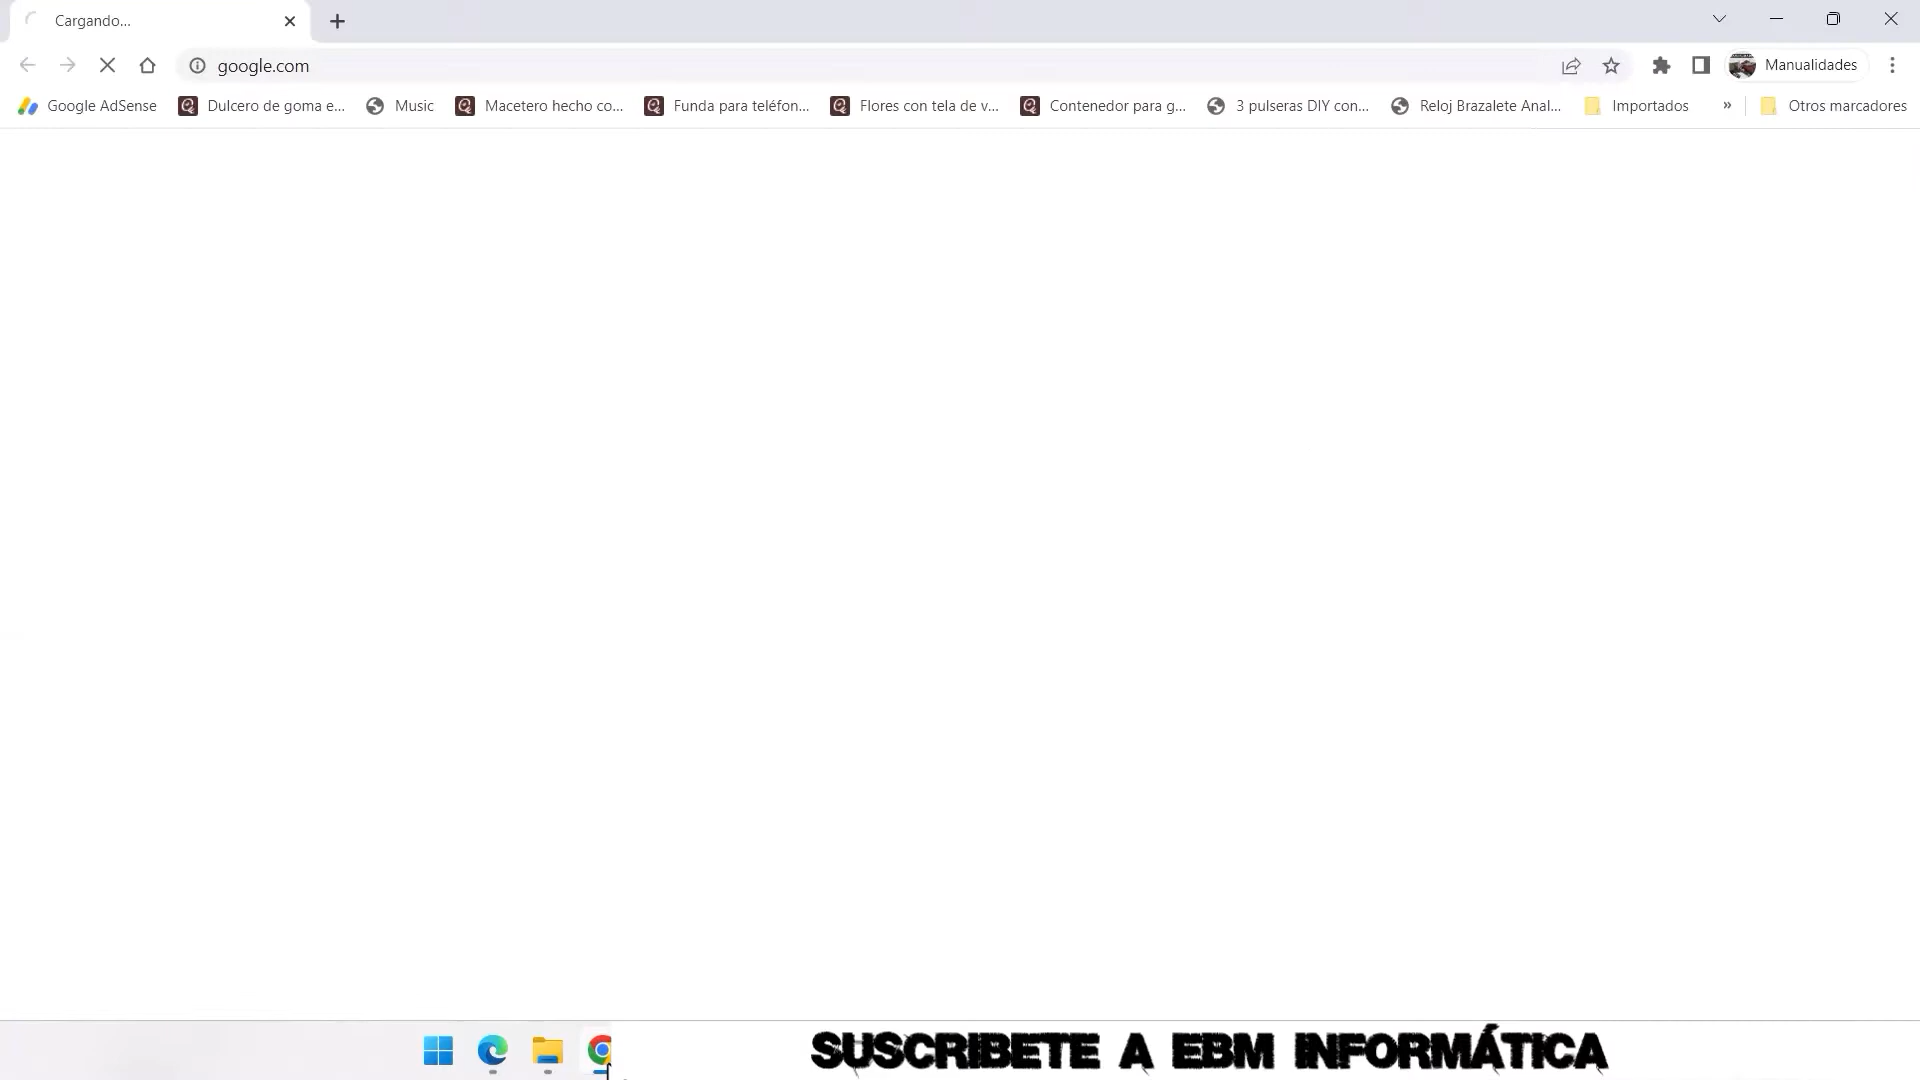 Cargando...
google.com
Manualidades
Google AdSense
Dulcero de goma e...
Music
Macetero hecho co...
Funda para teléfon...
Flores con tela de v...
Contenedor para g...
3 pulseras DIY con...
Reloj Brazalete Anal...
Importados
»
Otros marcadores
SUSCRIBETE A EBM INFORMÁTICA